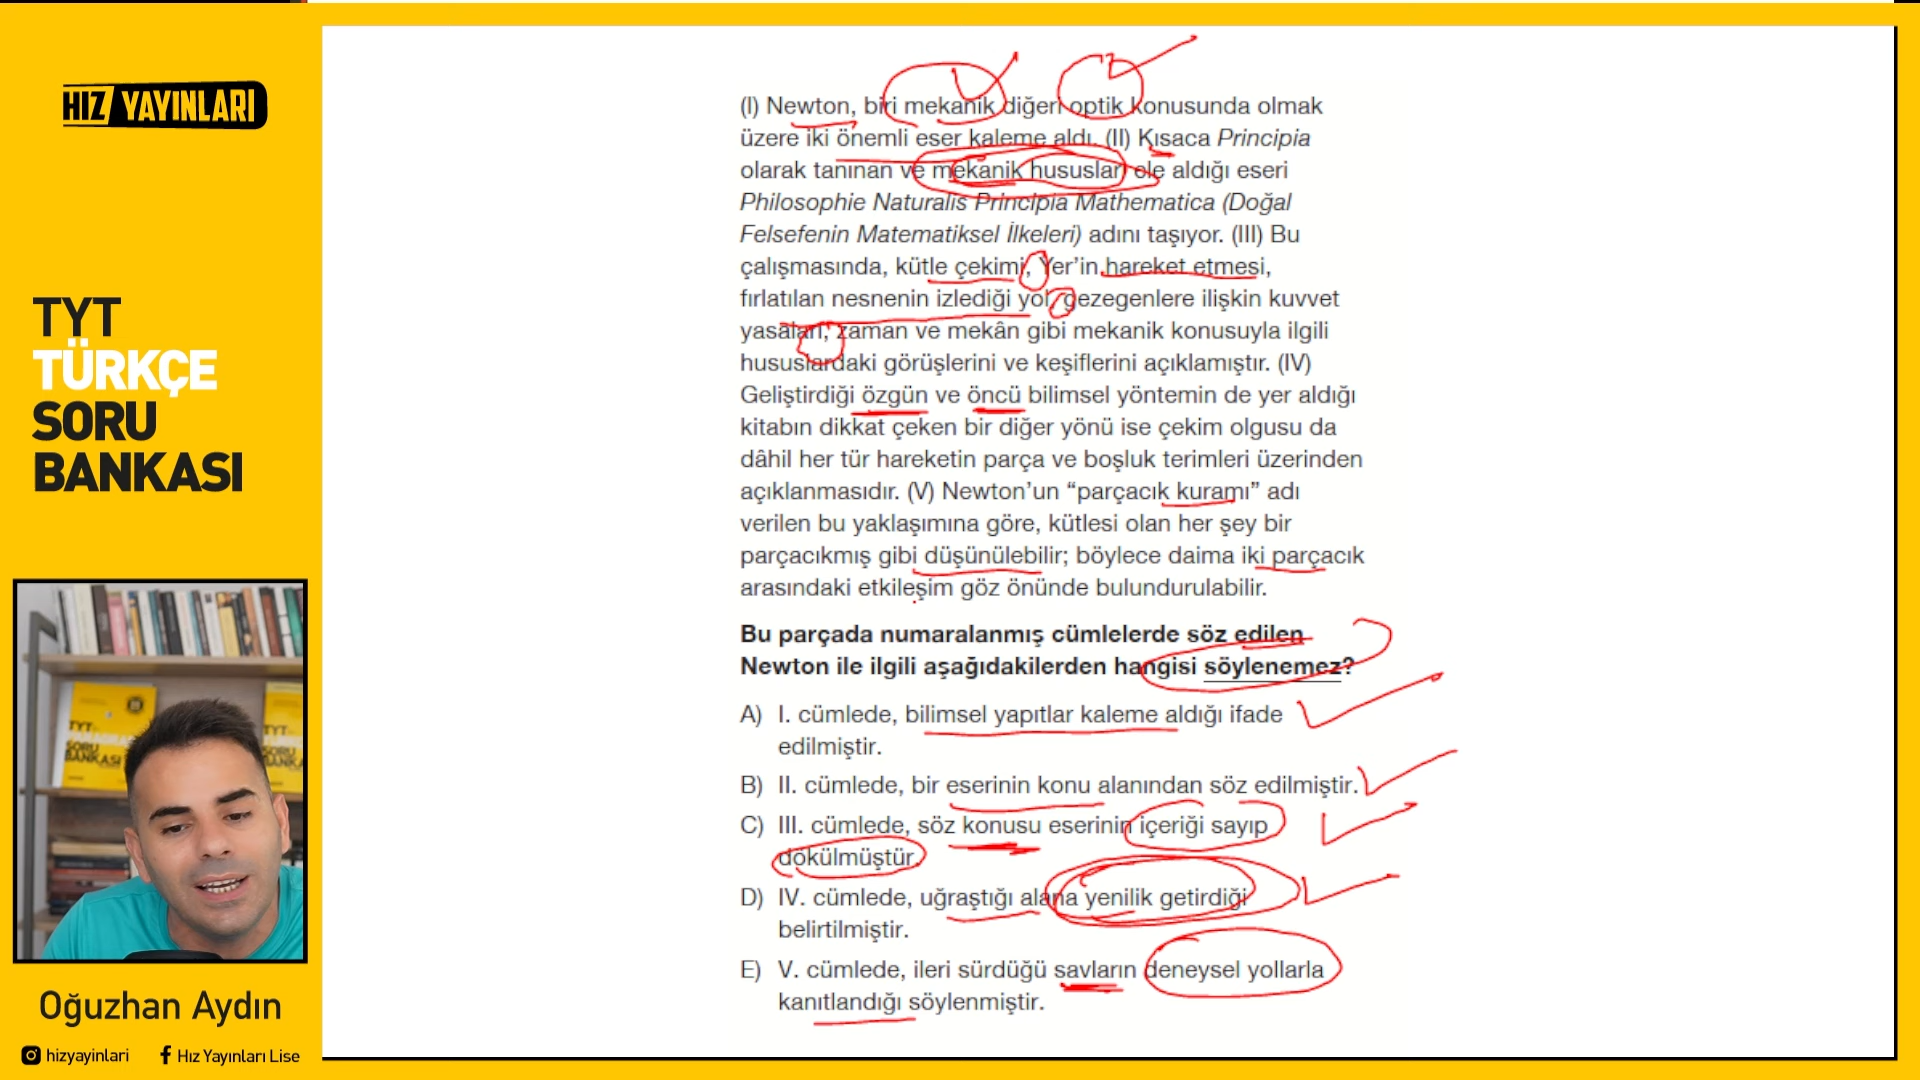 HIZ YAYINLARI
TYT
TÜRKÇE
SORU
BANKASI
Oğuzhan Aydın
hizyayinlari
Hız Yayınları Lise
(I) Newton, biri mekanik diğeri optik konusunda olmak
üzere iki önemli eser kaleme aldı. (II) Kısaca Principia
olarak tanınan ve mekanik hususları ele aldığı eseri
Philosophie Naturalis Principia Mathematica (Doğal
Felsefenin Matematiksel İlkeleri) adını taşıyor. (III) Bu
çalışmasında, kütle çekimi, Yer’in hareket etmesi,
fırlatılan nesnenin izlediği yol, gezegenlere ilişkin kuvvet
yasaları, zaman ve mekân gibi mekanik konusuyla ilgili
hususlardaki görüşlerini ve keşiflerini açıklamıştır. (IV)
Geliştirdiği özgün ve öncü bilimsel yöntemin de yer aldığı
kitabın dikkat çeken bir diğer yönü ise çekim olgusu da
dâhil her tür hareketin parça ve boşluk terimleri üzerinden
açıklanmasıdır. (V) Newton’un “parçacık kuramı” adı
verilen bu yaklaşımına göre, kütlesi olan her şey bir
parçacıkmış gibi düşünülebilir; böylece daima iki parçacık
arasındaki etkileşim göz önünde bulundurulabilir.
Bu parçada numaralanmış cümlelerde söz edilen
Newton ile ilgili aşağıdakilerden hangisi söylenemez?
A) I. cümlede, bilimsel yapıtlar kaleme aldığı ifade
edilmiştir.
B) II. cümlede, bir eserinin konu alanından söz edilmiştir.
C) III. cümlede, söz konusu eserinin içeriği sayıp
dökülmüştür.
D) IV. cümlede, uğraştığı alana yenilik getirdiği
belirtilmiştir.
E) V. cümlede, ileri sürdüğü savların deneysel yollarla
kanıtlandığı söylenmiştir.